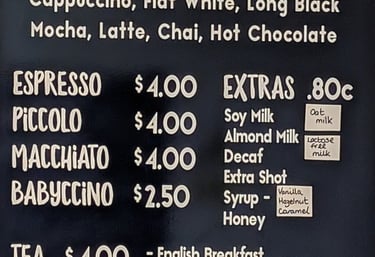 Cappuccino, Flat White, Long Black
Mocha, Latte, Chai, Hot Chocolate
ESPRESSO $4.00
PICCOLO $4.00
MACCHIATO $4.00
BABYCCINO $2.50
EXTRAS .80c
Soy Milk
Oat
milk
Almond Milk
Lactose
free
milk
Decaf
Extra Shot
Syrup -
Vanilla
Hazelnut
Caramel
Honey
TEA $4.00 - English Breakfast